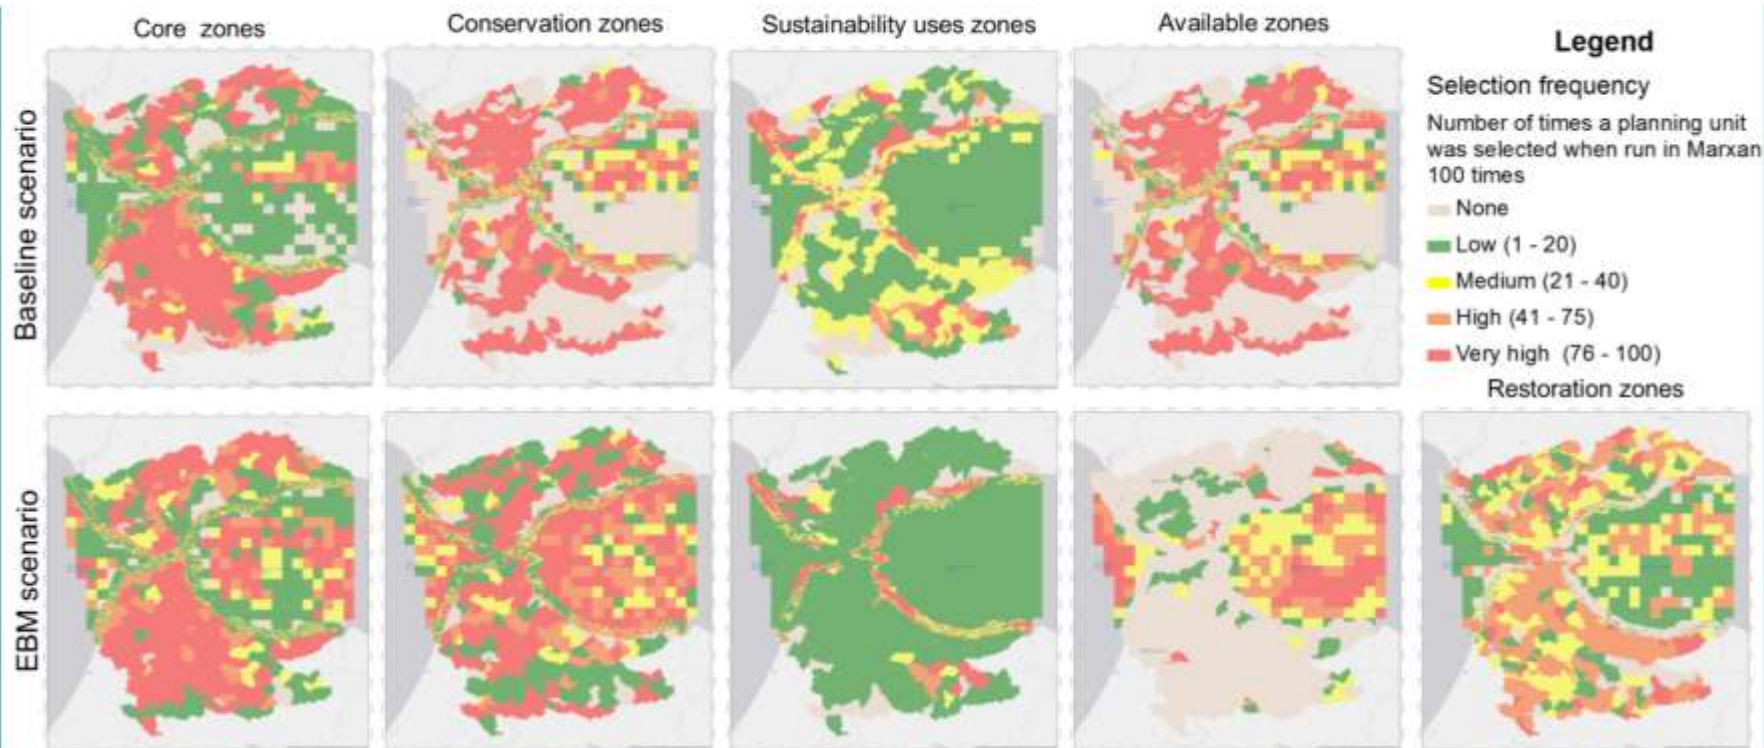 Core zones
Conservation zones
Sustainability uses zones
Available zones
Legend
Selection frequency
Number of times a planning unit
was selected when run in Marxan
100 times
None
Low (1 - 20)
Medium (21 - 40)
High (41 - 75)
Very high (76 - 100)
Restoration zones
Baseline scenario
EBM scenario